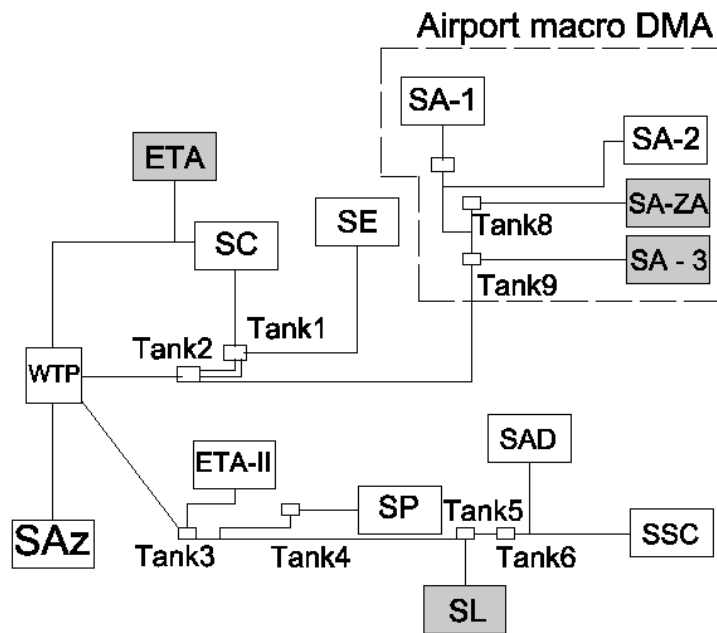 Airport macro DMA
SA-1
SA-2
ETA
SA-ZA
SE
Tank8
SC
SA - 3
Tank9
Tank1
Tank2
WTP
SAD
ETA-II
SP
Tank5
SAz
SSC
Tank3
Tank4
Tank6
SL